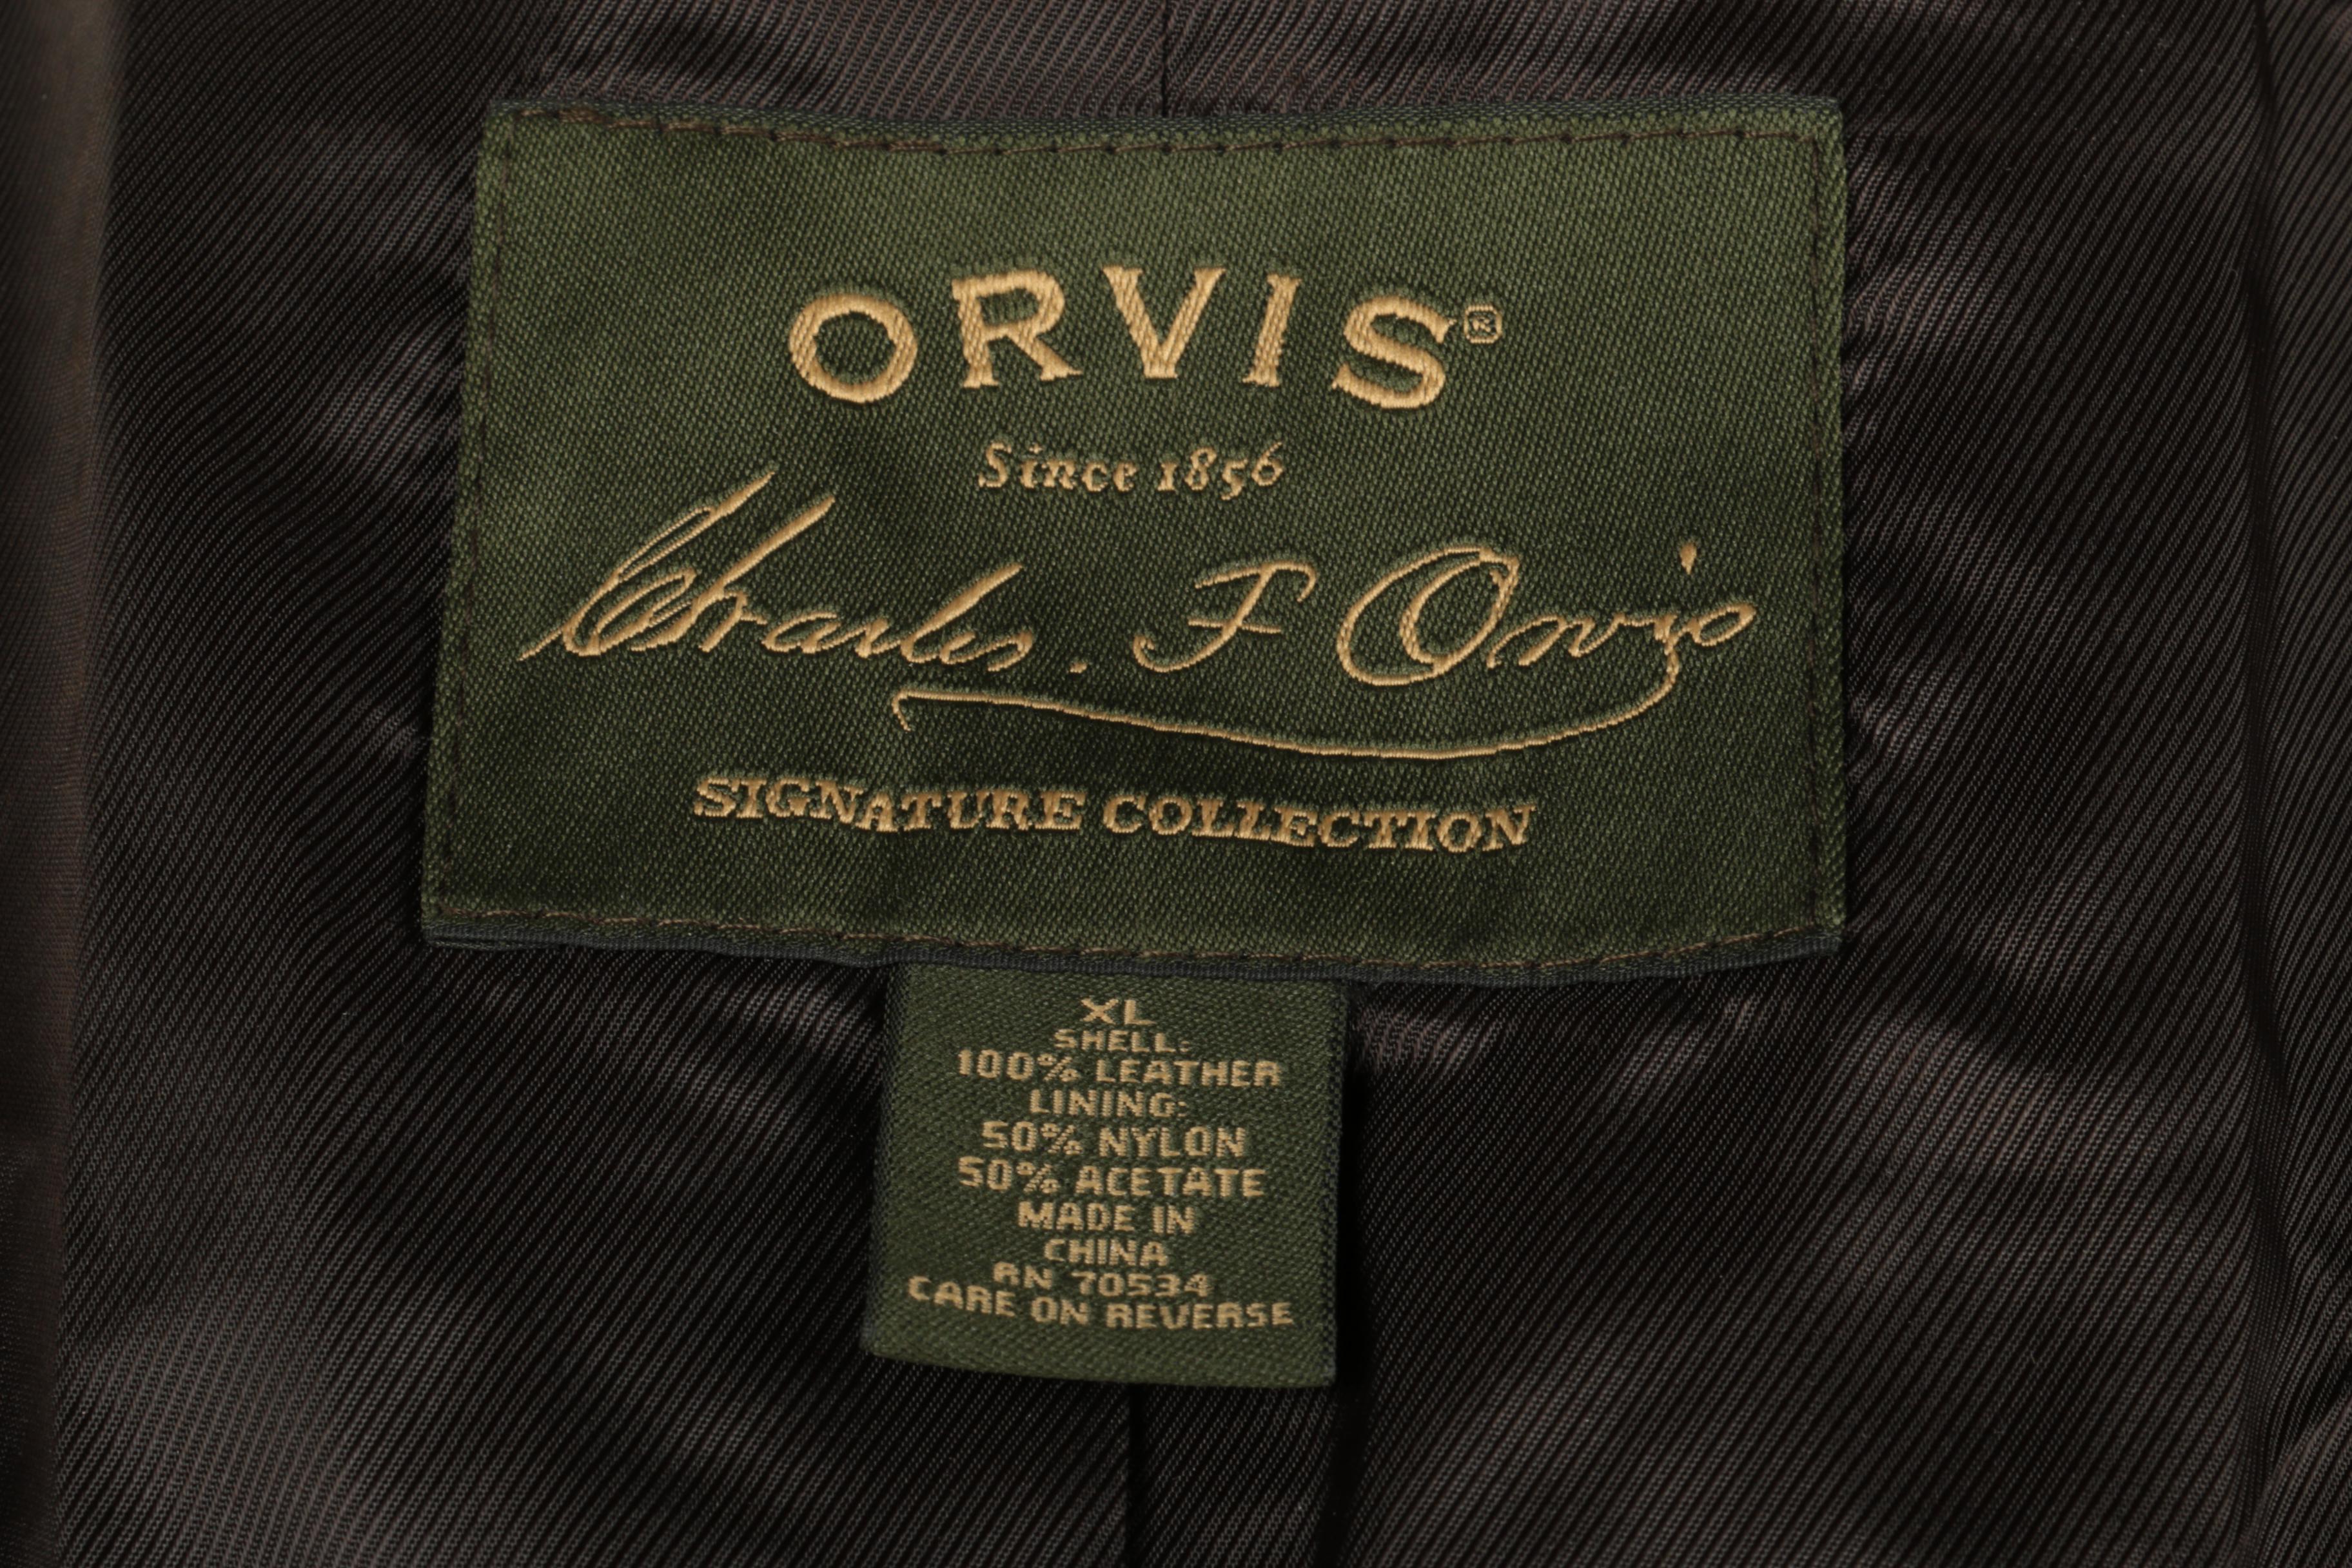 ORVIS®
Since 1856
Charles. F Orvis
SIGNATURE COLLECTION
XL
SHELL:
100% LEATHER
LINING:
50% NYLON
50% ACETATE
MADE IN
CHINA
RN 70534
CARE ON REVERSE